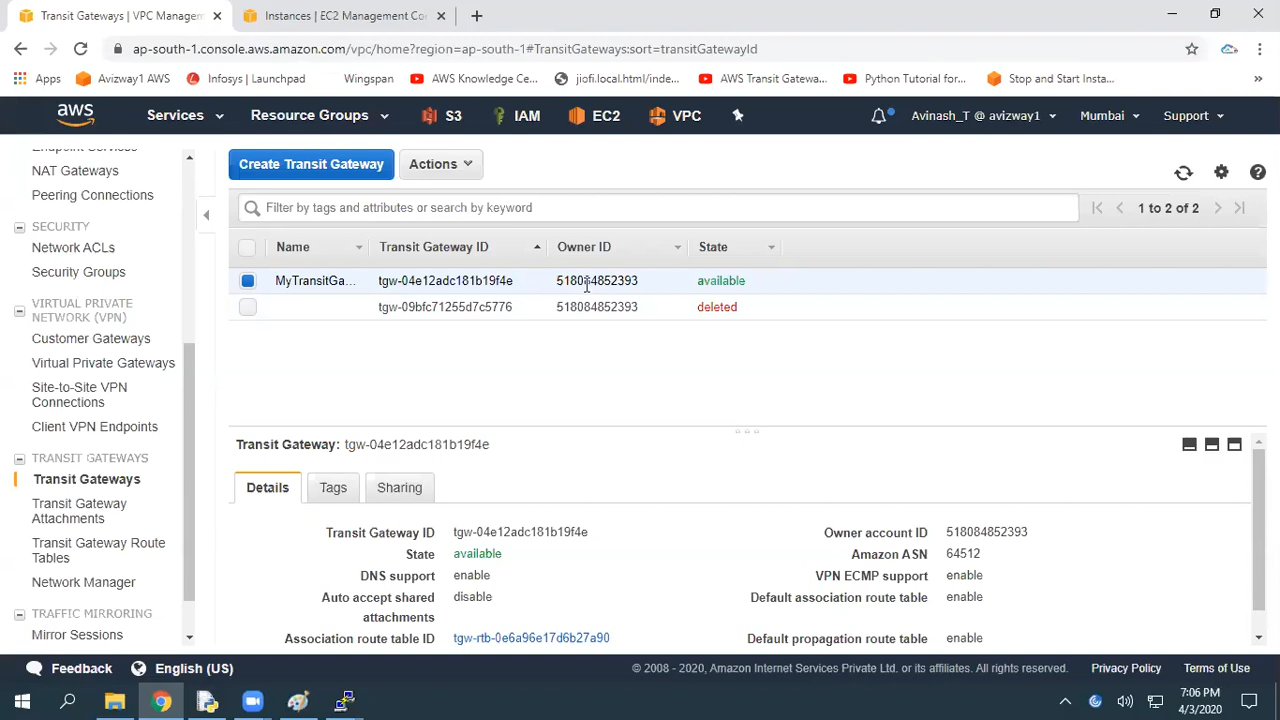 Transit Gateways | VPC Managem
Instances | EC2 Management Con
ap-south-1.console.aws.amazon.com/vpc/home?region=ap-south-1#TransitGateways:sort=transitGatewayId
Apps
Avizway1 AWS
Infosys | Launchpad
Wingspan
AWS Knowledge Ce...
jiofi.local.html/inde...
AWS Transit Gatewa...
Python Tutorial for...
Stop and Start Insta...
»
aws
Services
Resource Groups
S3
IAM
EC2
VPC
Avinash_T @ avizway1
Mumbai
Support
Endpoint Services
NAT Gateways
Peering Connections
SECURITY
Network ACLs
Security Groups
VIRTUAL PRIVATE
NETWORK (VPN)
Customer Gateways
Virtual Private Gateways
Site-to-Site VPN
Connections
Client VPN Endpoints
TRANSIT GATEWAYS
Transit Gateways
Transit Gateway
Attachments
Transit Gateway Route
Tables
Network Manager
TRAFFIC MIRRORING
Mirror Sessions
Create Transit Gateway
Actions
Filter by tags and attributes or search by keyword
1 to 2 of 2
Name Transit Gateway ID Owner ID State
MyTransitGa... tgw-04e12adc181b19f4e 518084852393 available
tgw-09bfc71255d7c5776 518084852393 deleted
Transit Gateway: tgw-04e12adc181b19f4e
Details Tags Sharing
Transit Gateway ID tgw-04e12adc181b19f4e Owner account ID 518084852393
State available Amazon ASN 64512
DNS support enable VPN ECMP support enable
Auto accept shared attachments disable Default association route table enable
Association route table ID tgw-rtb-0e6a96e17d6b27a90 Default propagation route table enable
Feedback
English (US)
© 2008 - 2020, Amazon Internet Services Private Ltd. or its affiliates. All rights reserved.
Privacy Policy
Terms of Use
7:06 PM
4/3/2020